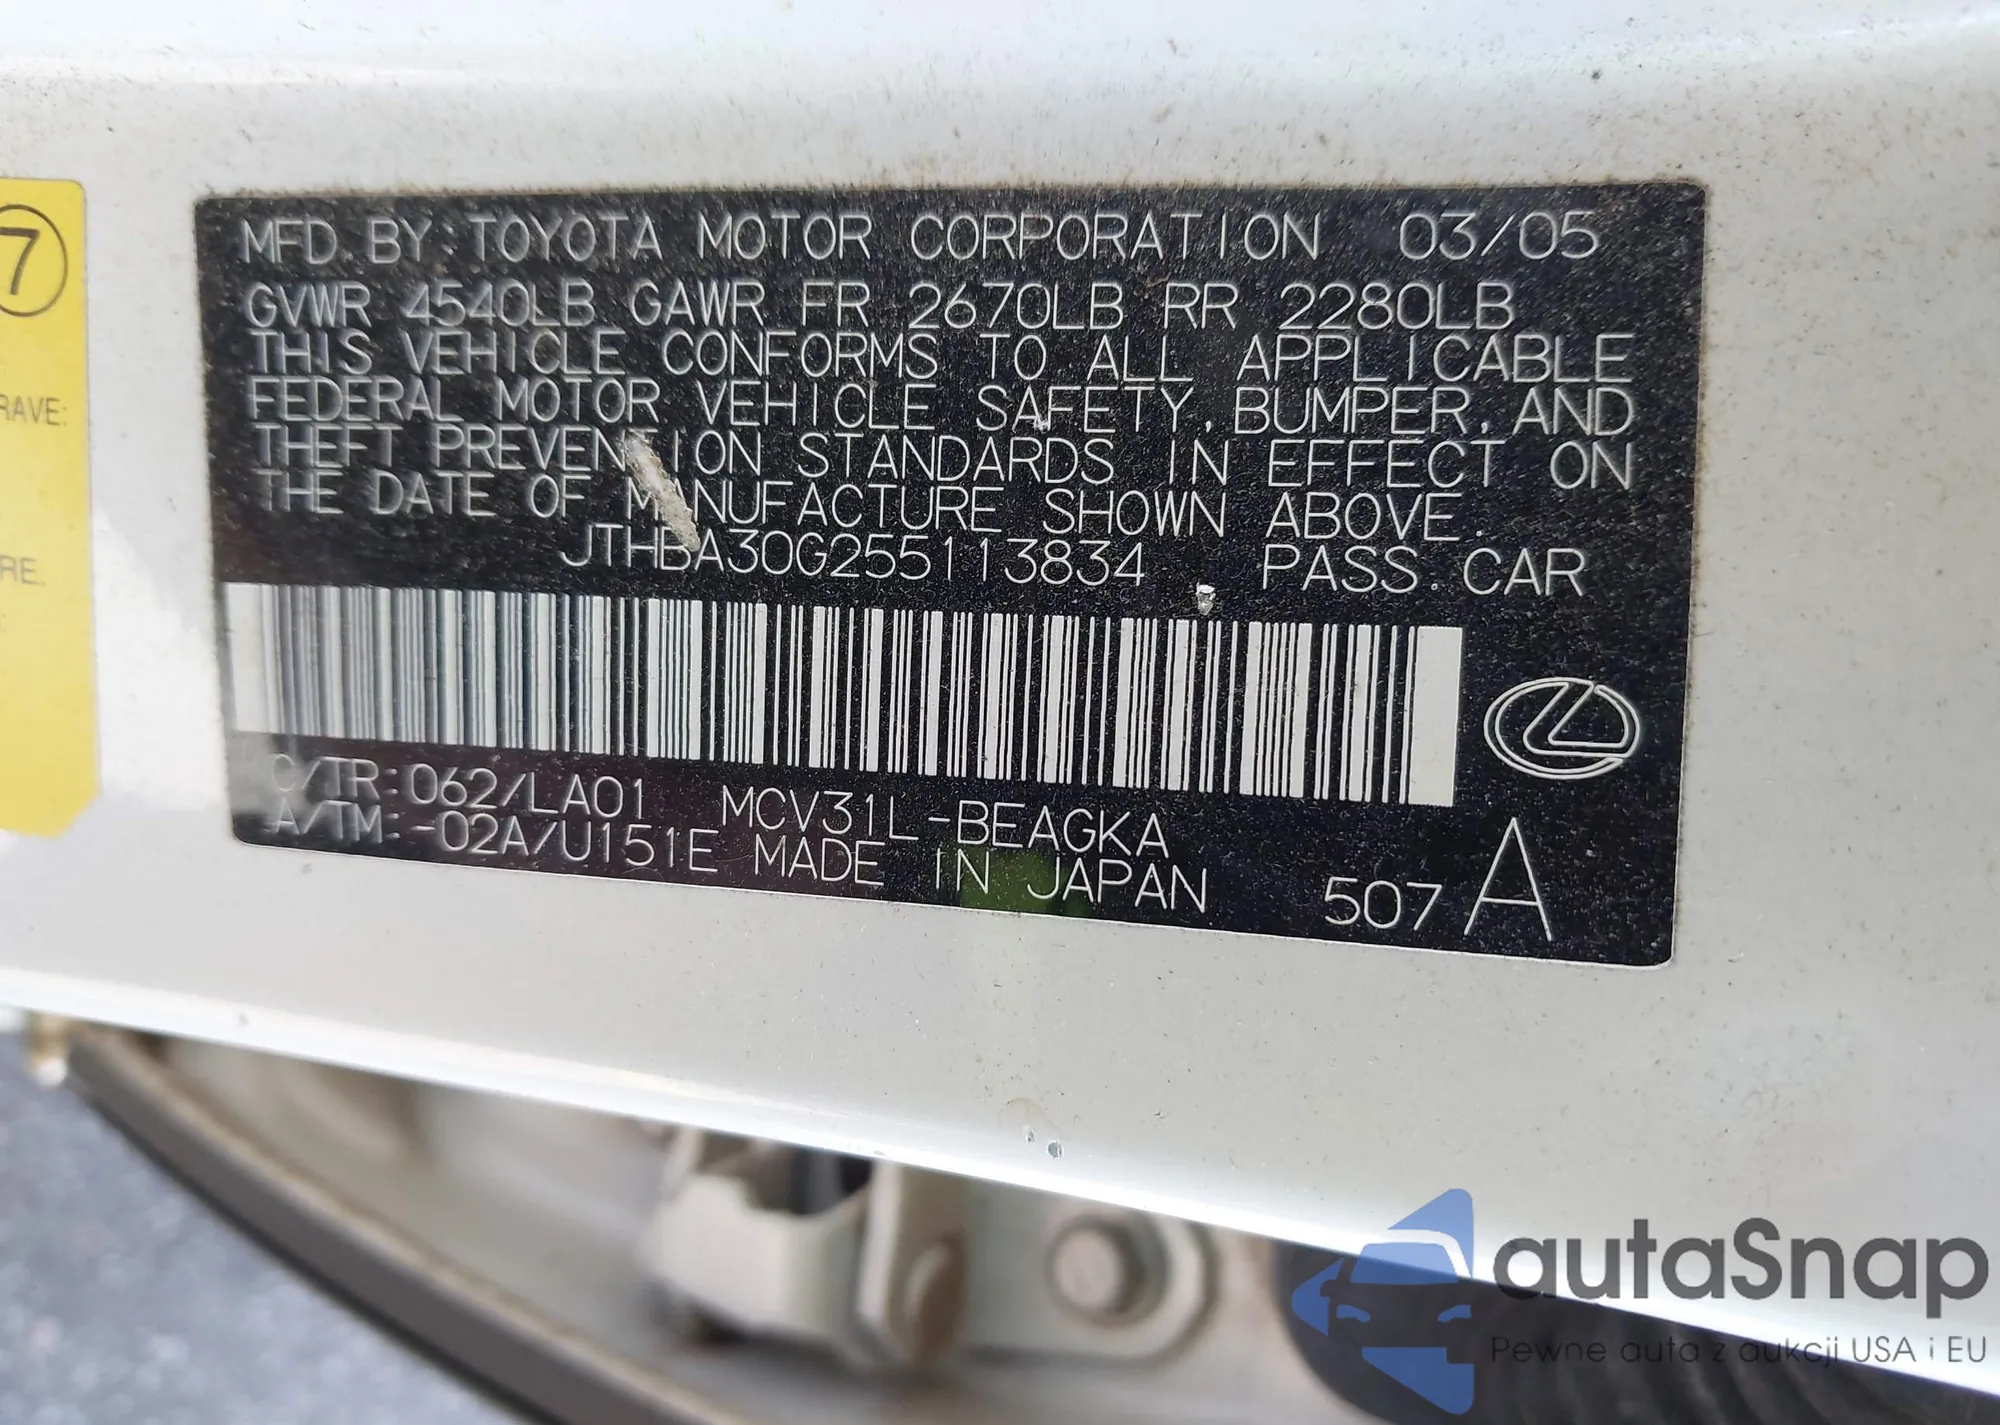 7
RAVE:
RE.
MFD. BY: TOYOTA MOTOR CORPORATION 03/05
GVWR 4540LB GAWR FR 2670LB RR 2280LB
THIS VEHICLE CONFORMS TO ALL APPLICABLE
FEDERAL MOTOR VEHICLE SAFETY, BUMPER, AND
THEFT PREVENTION STANDARDS IN EFFECT ON
THE DATE OF MANUFACTURE SHOWN ABOVE.
JTHBA30G255113834 PASS. CAR
C/TR: 062/LA01 MCV31L-BEAGKA
A/TM: -02A/U151E MADE IN JAPAN 507 A
autaSnap
Pewne auta z aukcji USA i EU